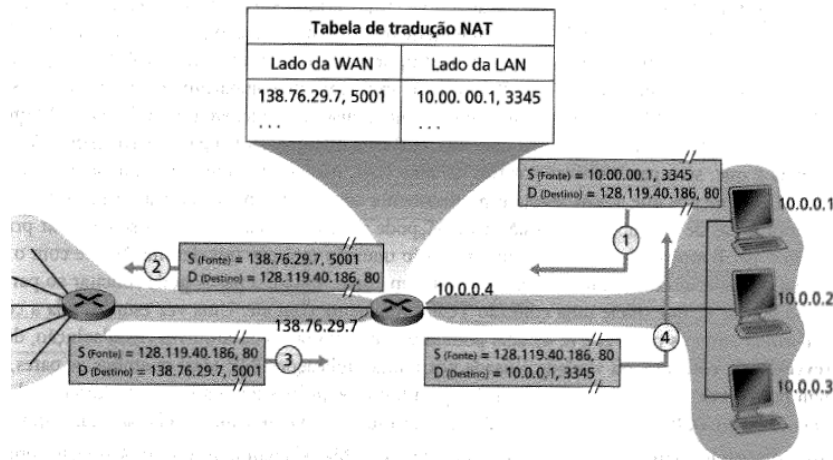 Tabela de tradução NAT
Lado da WAN
Lado da LAN
138.76.29.7, 5001
10.00. 00.1, 3345
. . .
. . .
S (Fonte) = 10.00.00.1, 3345
D (Destino) = 128.119.40.186, 80
10.0.0.1
1
S (Fonte) = 138.76.29.7, 5001
D (Destino) = 128.119.40.186, 80
2
10.0.0.4
10.0.0.2
138.76.29.7
4
S (Fonte) = 128.119.40.186, 80
D (Destino) = 138.76.29.7, 5001
3
S (Fonte) = 128.119.40.186, 80
D (Destino) = 10.0.0.1, 3345
10.0.0.3